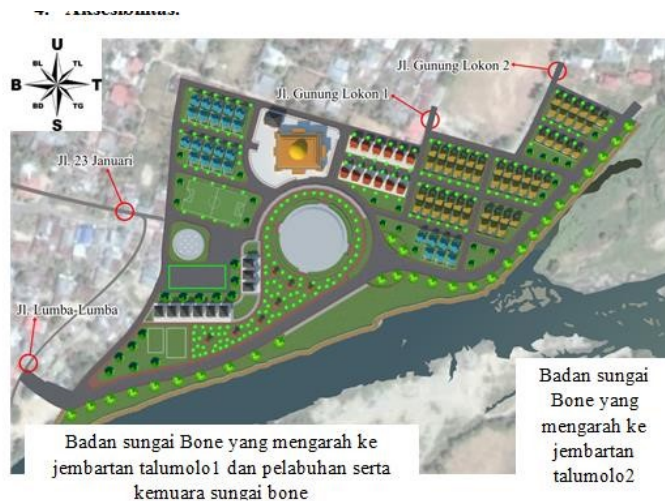 4. Aksesibilitas.
U
BL
TL
B
T
BD
TG
S
Jl. Gunung Lokon 2
Jl. Gunung Lokon 1
Jl. 23 Januari
Jl. Lumba-Lumba
Badan sungai Bone yang mengarah ke
jembartan talumolo1 dan pelabuhan serta
kemuara sungai bone
Badan sungai
Bone yang
mengarah ke
jembartan
talumolo2